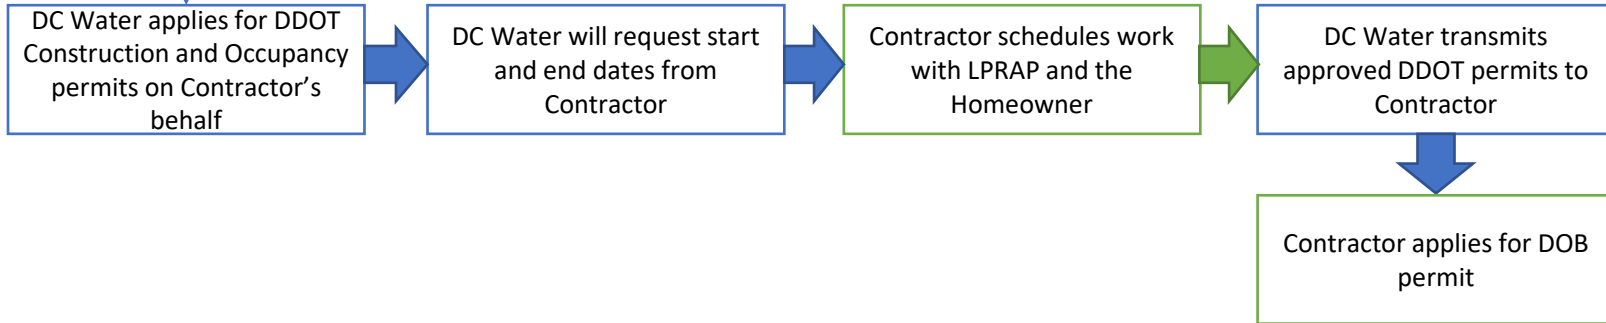 DC Water applies for DDOT
Construction and Occupancy
permits on Contractor’s
behalf
DC Water will request start
and end dates from
Contractor
Contractor schedules work
with LPRAP and the
Homeowner
DC Water transmits
approved DDOT permits to
Contractor
Contractor applies for DOB
permit